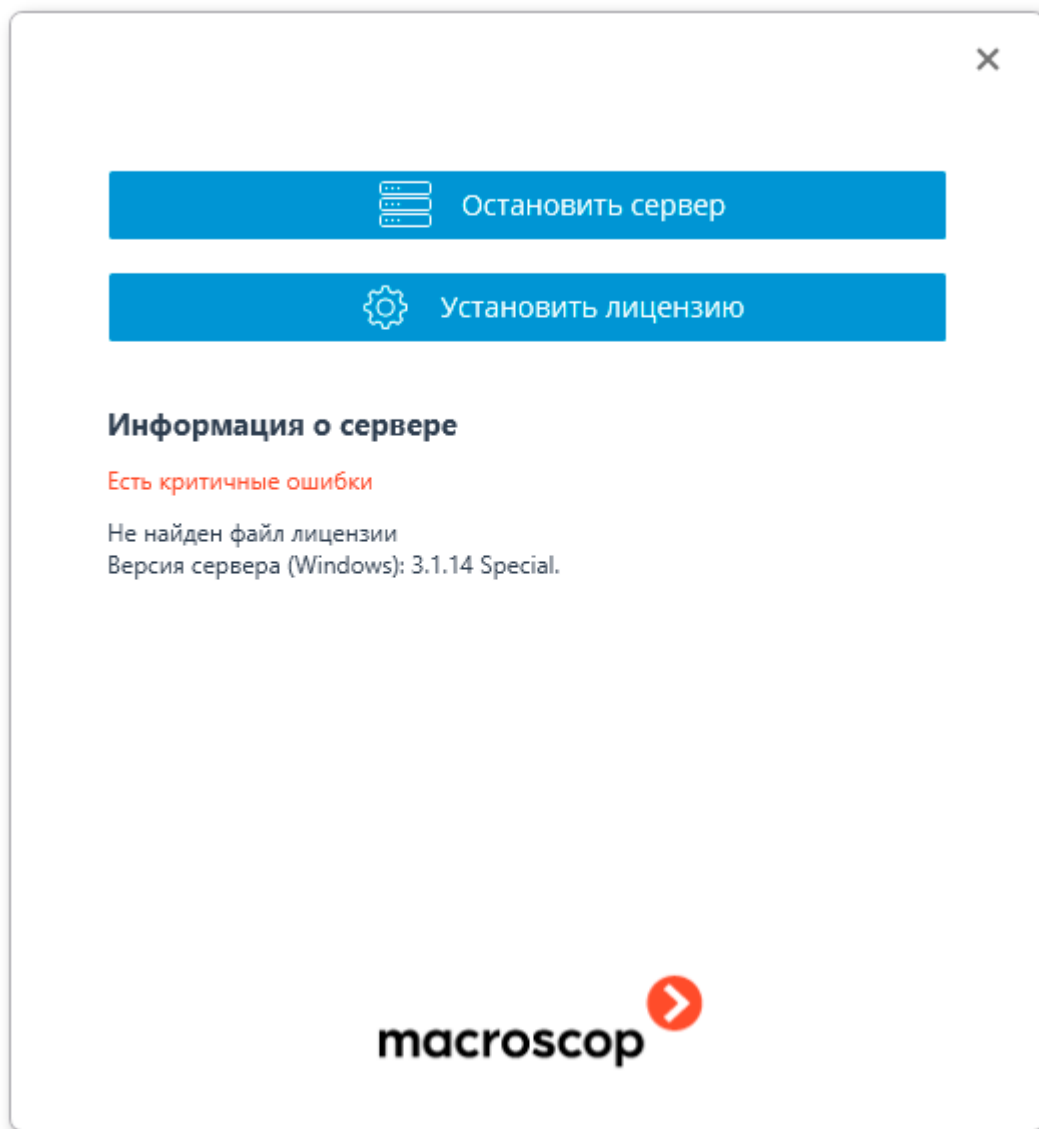 Остановить сервер
Установить лицензию
Информация о сервере
Есть критичные ошибки
Не найден файл лицензии
Версия сервера (Windows): 3.1.14 Special.
macroscop